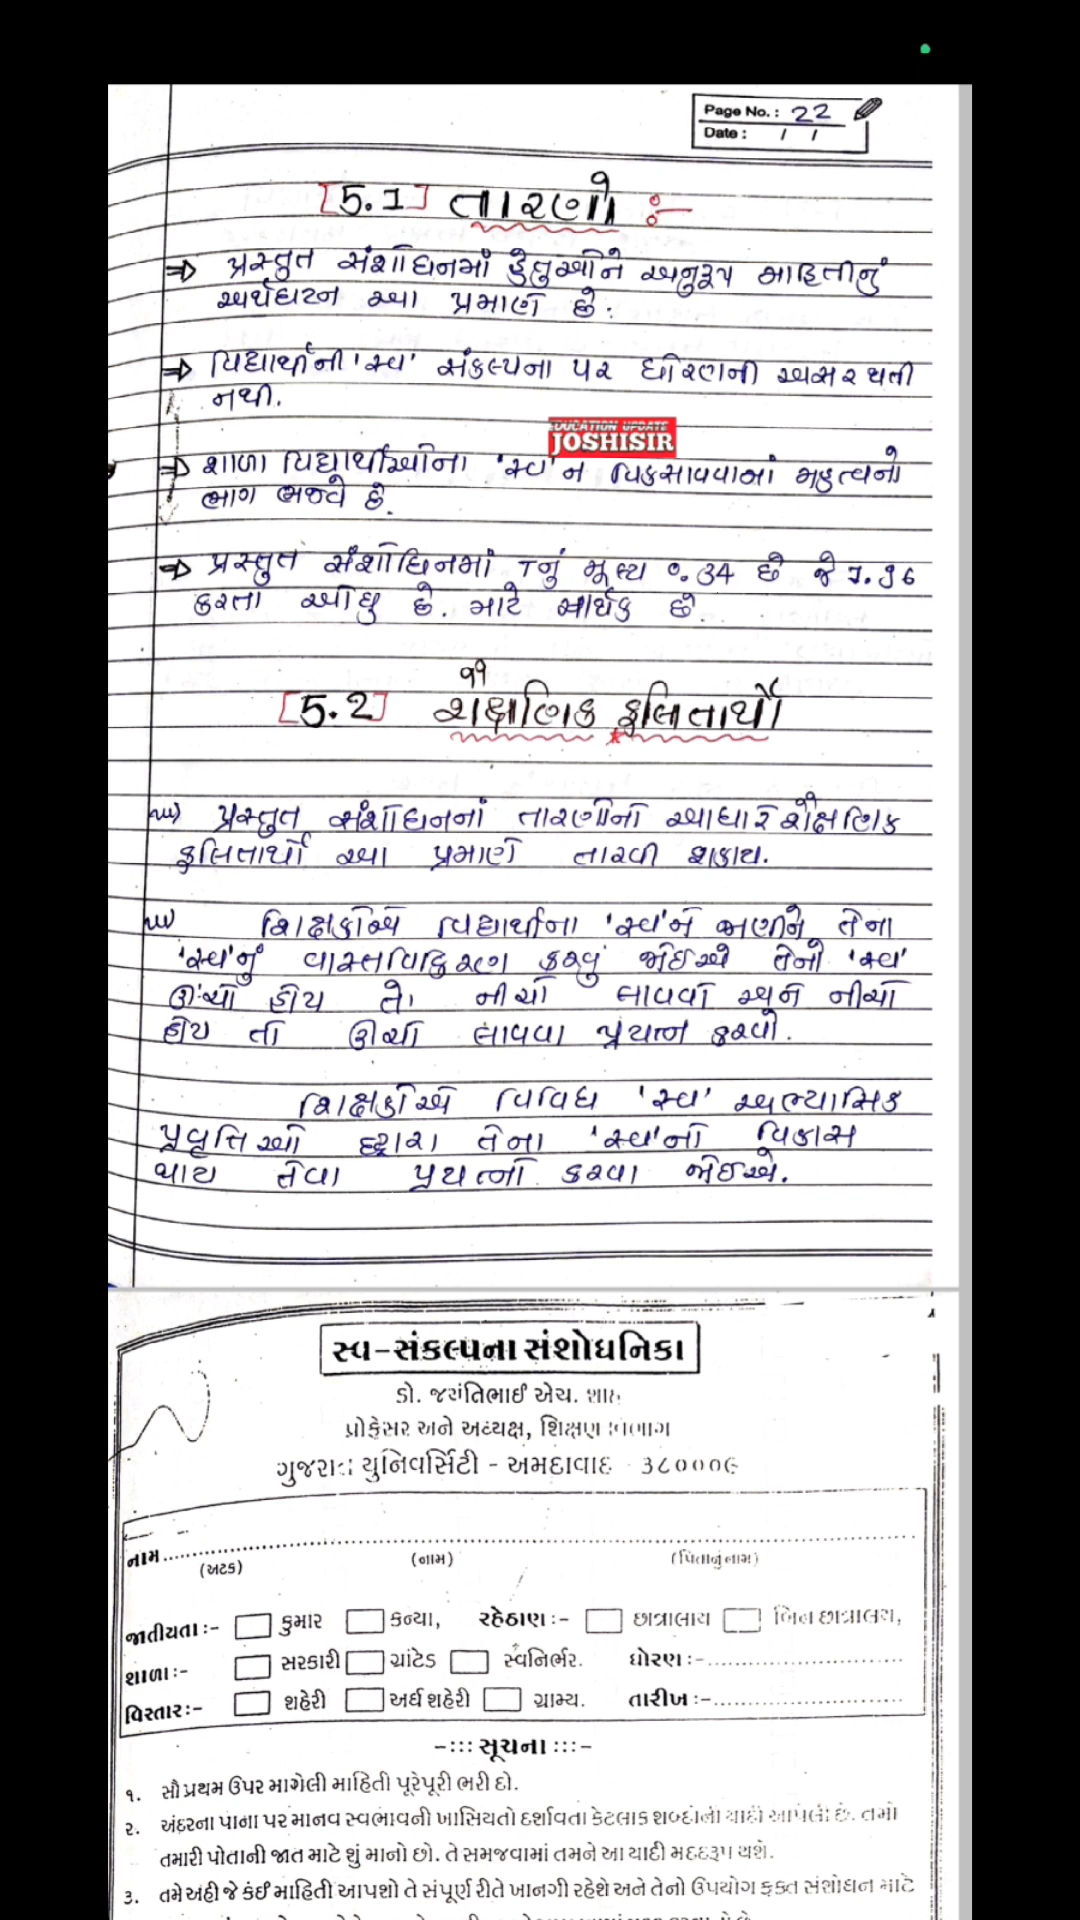 Page No. : 22
Date : / /
[5.1] તારણો :-
⇒ પ્રસ્તુત સંશોધનમાં હેતુઓને અનુરૂપ માહિતીનું
અર્થઘટન આ પ્રમાણે છે.
⇒ વિદ્યાર્થીની 'સ્વ' સંકલ્પના પર ધોરણની અસર થતી
નથી.
EDUCATION UPDATE
JOSHISIR
⇒ શાળા વિદ્યાર્થીઓના 'સ્વ'ને વિકસાવવામાં મહત્વનો
ભાગ ભજવે છે.
⇒ પ્રસ્તુત સંશોધિનમાં Tનું મૂલ્ય 0.34 છે જે 1.96
કરતા ઓછુ છે. માટે સાર્થક છે.
[5.2] શૈક્ષણિક ફલિતાર્થો
પ્રસ્તુત સંશોધનનાં તારણોના આધારે શૈક્ષણિક
ફલિતાર્થો આ પ્રમાણે તારવી શકાય.
શિક્ષકોએ વિદ્યાર્થીના 'સ્વ'ને જાણીને તેના
'સ્વ'નું વાસ્તવિકિરણ કરવું જોઈએ તેનો 'સ્વ'
ઊંચો હોય તો નીચો લાવવો અને નીચો
હોય તો ઊંચો લાવવા પ્રયત્ન કરવો.
શિક્ષકોએ વિવિધ 'સ્વ' અભ્યાસિક
પ્રવૃત્તિઓ દ્વારા તેના 'સ્વ'નો વિકાસ
થાય તેવા પ્રયત્નો કરવા જોઈએ.
સ્વ-સંકલ્પના સંશોધનિકા
ડો. જયંતિભાઈ એચ. શાહ
પ્રોફેસર અને અધ્યક્ષ, શિક્ષણ વિભાગ
ગુજરાત યુનિવર્સિટી - અમદાવાદ ૩૮૦૦૦૯
નામ
(અટક) (નામ) (પિતાનું નામ)
જાતીયતા :- કુમાર કન્યા, રહેઠાણ :- છાત્રાલય બિન છાત્રાલય,
શાળા :- સરકારી ગ્રાંટેડ સ્વનિર્ભર. ધોરણ :-
વિસ્તાર :- શહેરી અર્ધ શહેરી ગ્રામ્ય. તારીખ :-
-::: સૂચના :::-
૧. સૌ પ્રથમ ઉપર માગેલી માહિતી પૂરેપૂરી ભરી દો.
૨. અંદરના પાના પર માનવ સ્વભાવની ખાસિયતો દર્શાવતા કેટલાક શબ્દોની યાદી આપેલી છે. તમો
તમારી પોતાની જાત માટે શું માનો છો. તે સમજવામાં તમને આ યાદી મદદરૂપ થશે.
૩. તમે અહી જે કંઈ માહિતી આપશો તે સંપૂર્ણ રીતે ખાનગી રહેશે અને તેનો ઉપયોગ ફક્ત સંશોધન માટે